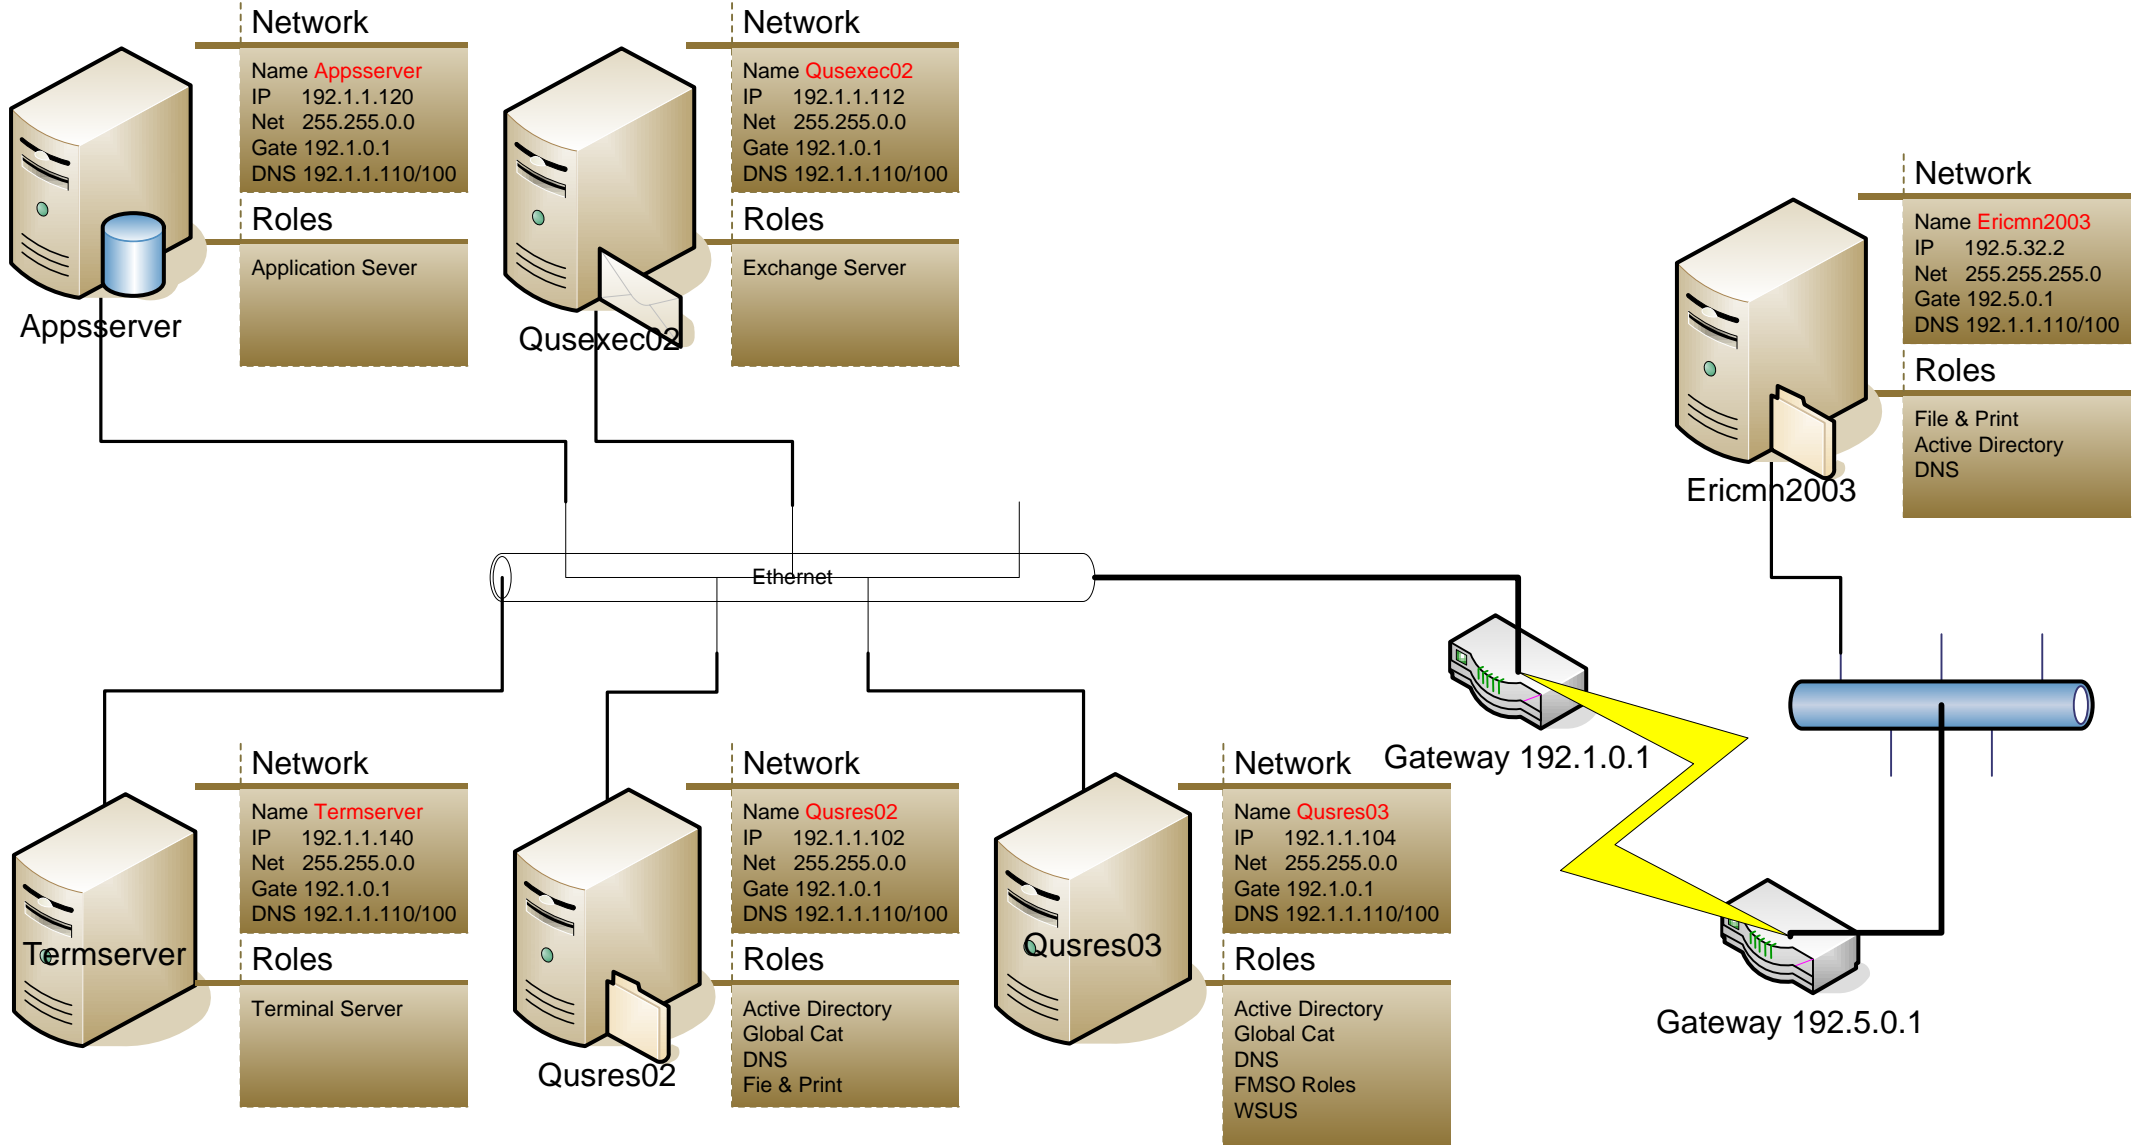 Network
Name Appsserver
IP 192.1.1.120
Net 255.255.0.0
Gate 192.1.0.1
DNS 192.1.1.110/100
Roles
Application Sever
Appsserver
Network
Name Qusexec02
IP 192.1.1.112
Net 255.255.0.0
Gate 192.1.0.1
DNS 192.1.1.110/100
Roles
Exchange Server
Qusexec02
Network
Name Ericmn2003
IP 192.5.32.2
Net 255.255.255.0
Gate 192.5.0.1
DNS 192.1.1.110/100
Roles
File & Print
Active Directory
DNS
Ericmn2003
Ethernet
Gateway 192.1.0.1
Network
Name Termserver
IP 192.1.1.140
Net 255.255.0.0
Gate 192.1.0.1
DNS 192.1.1.110/100
Termserver
Roles
Terminal Server
Network
Name Qusres02
IP 192.1.1.102
Net 255.255.0.0
Gate 192.1.0.1
DNS 192.1.1.110/100
Roles
Active Directory
Global Cat
DNS
Fie & Print
Qusres02
Network
Name Qusres03
IP 192.1.1.104
Net 255.255.0.0
Gate 192.1.0.1
DNS 192.1.1.110/100
Qusres03
Roles
Active Directory
Global Cat
DNS
FMSO Roles
WSUS
Gateway 192.5.0.1